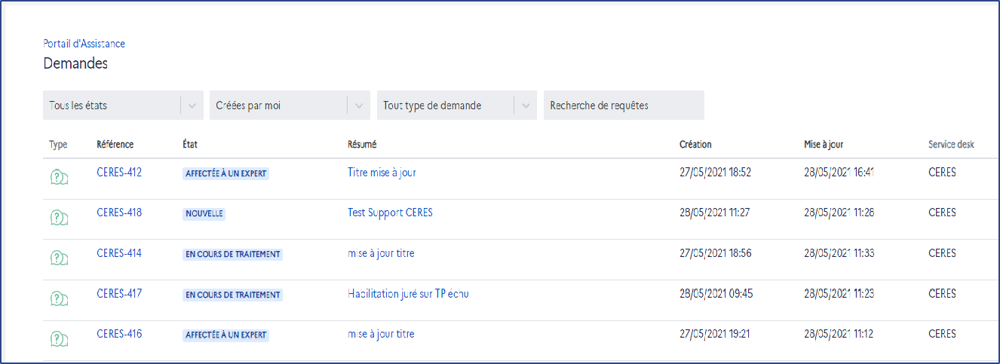 Portail d'Assistance
Demandes
Tous les états Créées par moi Tout type de demande Recherche de requêtes
Type Référence État Résumé Création Mise à jour Service desk
CERES-412 AFFECTÉE À UN EXPERT Titre mise à jour 27/05/2021 18:52 28/05/2021 16:41 CERES
CERES-418 NOUVELLE Test Support CERES 28/05/2021 11:27 28/05/2021 11:28 CERES
CERES-414 EN COURS DE TRAITEMENT mise à jour titre 27/05/2021 18:56 28/05/2021 11:33 CERES
CERES-417 EN COURS DE TRAITEMENT Habilitation juré sur TP échu 28/05/2021 09:45 28/05/2021 11:23 CERES
CERES-416 AFFECTÉE À UN EXPERT mise à jour titre 27/05/2021 19:21 28/05/2021 11:12 CERES